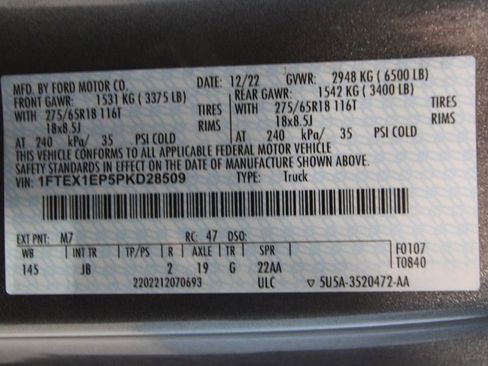 MFD. BY FORD MOTOR CO. DATE: 12/22 GVWR: 2948 KG ( 6500 LB)
FRONT GAWR: 1531 KG ( 3375 LB) REAR GAWR: 1542 KG ( 3400 LB)
WITH 275/65R18 116T TIRES WITH 275/65R18 116T TIRES
18x8.5J RIMS 18x8.5J RIMS
AT 240 kPa/ 35 PSI COLD AT 240 kPa/ 35 PSI COLD
THIS VEHICLE CONFORMS TO ALL APPLICABLE FEDERAL MOTOR VEHICLE
SAFETY STANDARDS IN EFFECT ON THE DATE OF MANUFACTURE SHOWN ABOVE.
VIN: 1FTEX1EP5PKD28509 TYPE: Truck
EXT PNT: M7 RC: 47 DSO:
WB INT TR TP/PS R AXLE TR SPR F0107
145 JB 2 19 G 22AA T0840
2202212070693 ULC ▽ 5U5A-3520472-AA